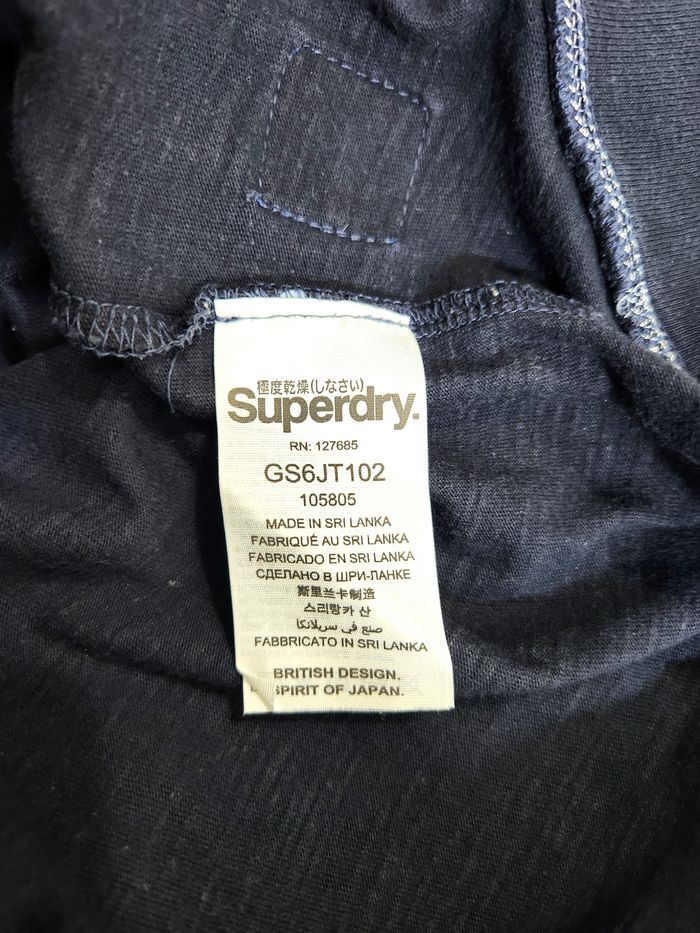 極度乾燥(しなさい)
Superdry.
RN: 127685
GS6JT102
105805
MADE IN SRI LANKA
FABRIQUÉ AU SRI LANKA
FABRICADO EN SRI LANKA
СДЕЛАНО В ШРИ-ЛАНКЕ
斯里兰卡制造
스리랑카 산
صنع في سريلانكا
FABBRICATO IN SRI LANKA
BRITISH DESIGN.
SPIRIT OF JAPAN.